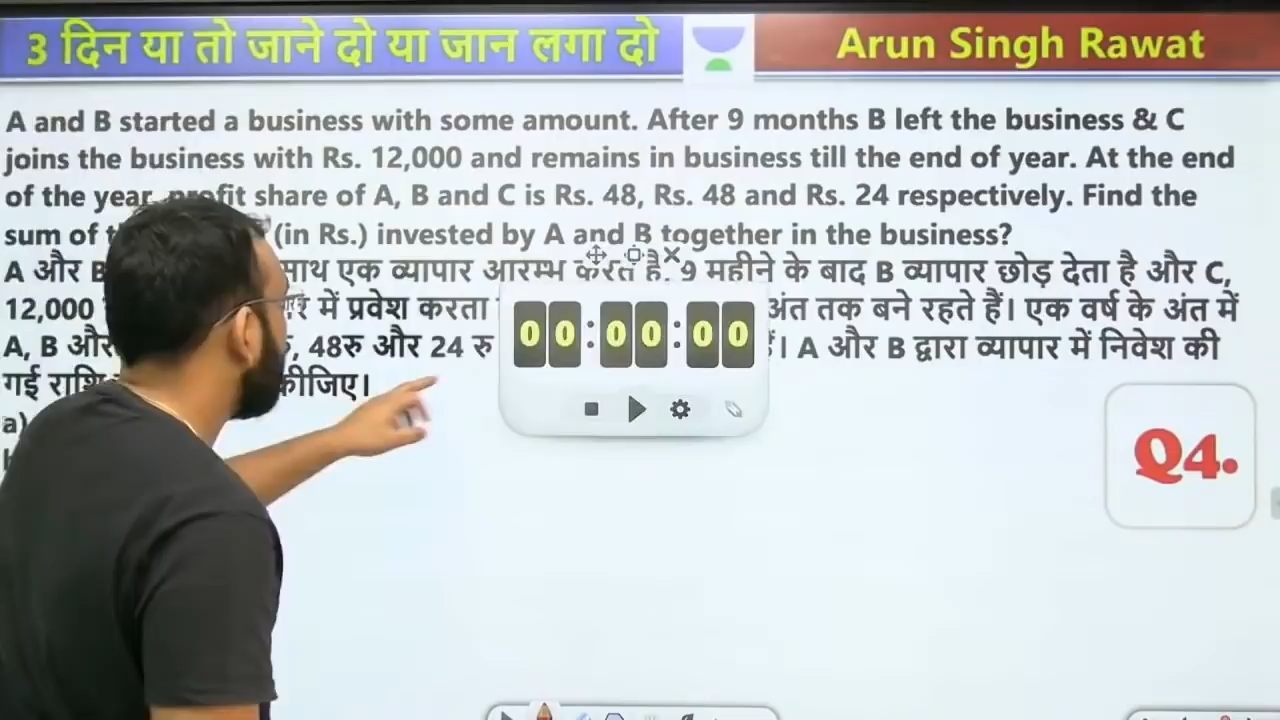 3 दिन या तो जाने दो या जान लगा दो
Arun Singh Rawat
A and B started a business with some amount. After 9 months B left the business & C
joins the business with Rs. 12,000 and remains in business till the end of year. At the end
of the year, profit share of A, B and C is Rs. 48, Rs. 48 and Rs. 24 respectively. Find the
sum of (in Rs.) invested by A and B together in the business?
A और B साथ एक व्यापार आरम्भ करते है. 9 महीने के बाद B व्यापार छोड़ देता है और C,
12,000 में प्रवेश करता अंत तक बने रहते हैं। एक वर्ष के अंत में
A, B और 48रु और 24 रु । A और B द्वारा व्यापार में निवेश की
गई राशि कीजिए।
a)
00:00:00
Q4.